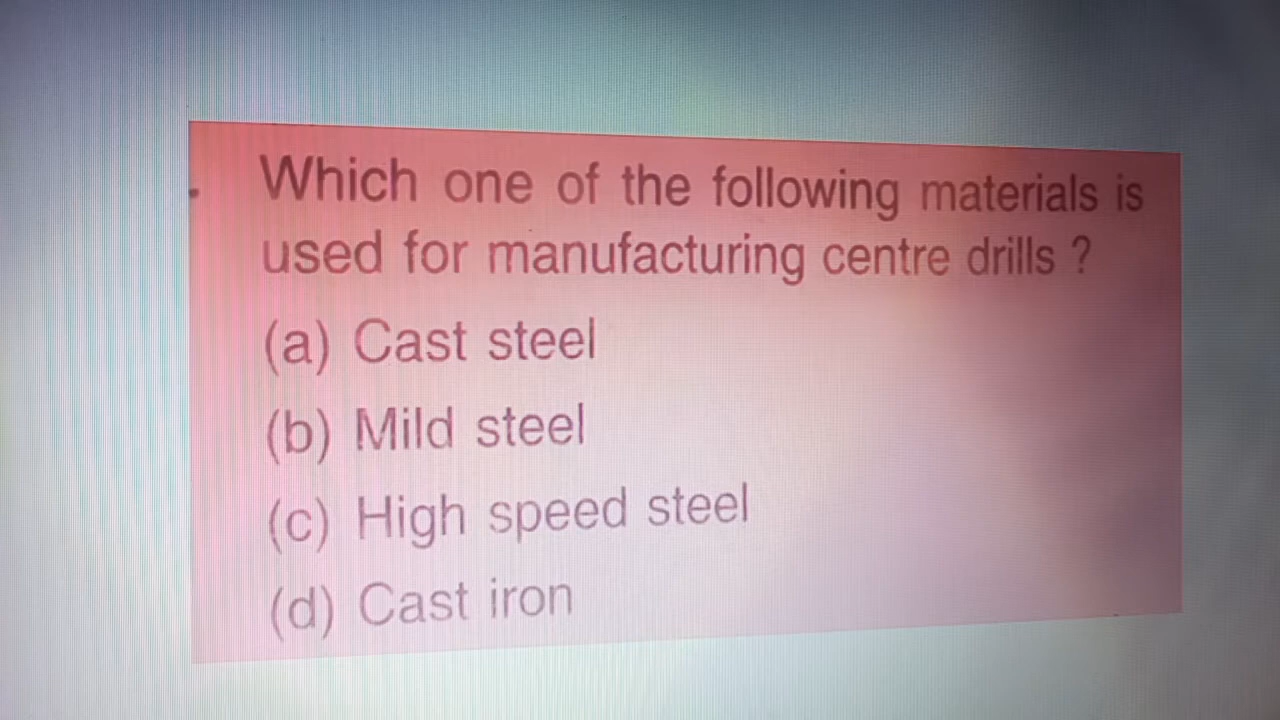 Which one of the following materials is
used for manufacturing centre drills ?
(a) Cast steel
(b) Mild steel
(c) High speed steel
(d) Cast iron